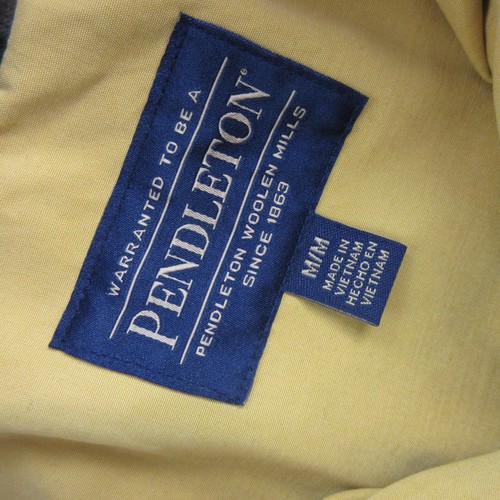 WARRANTED TO BE A
PENDLETON®
PENDLETON WOOLEN MILLS
SINCE 1863
M/M
MADE IN
VIETNAM
HECHO EN
VIETNAM